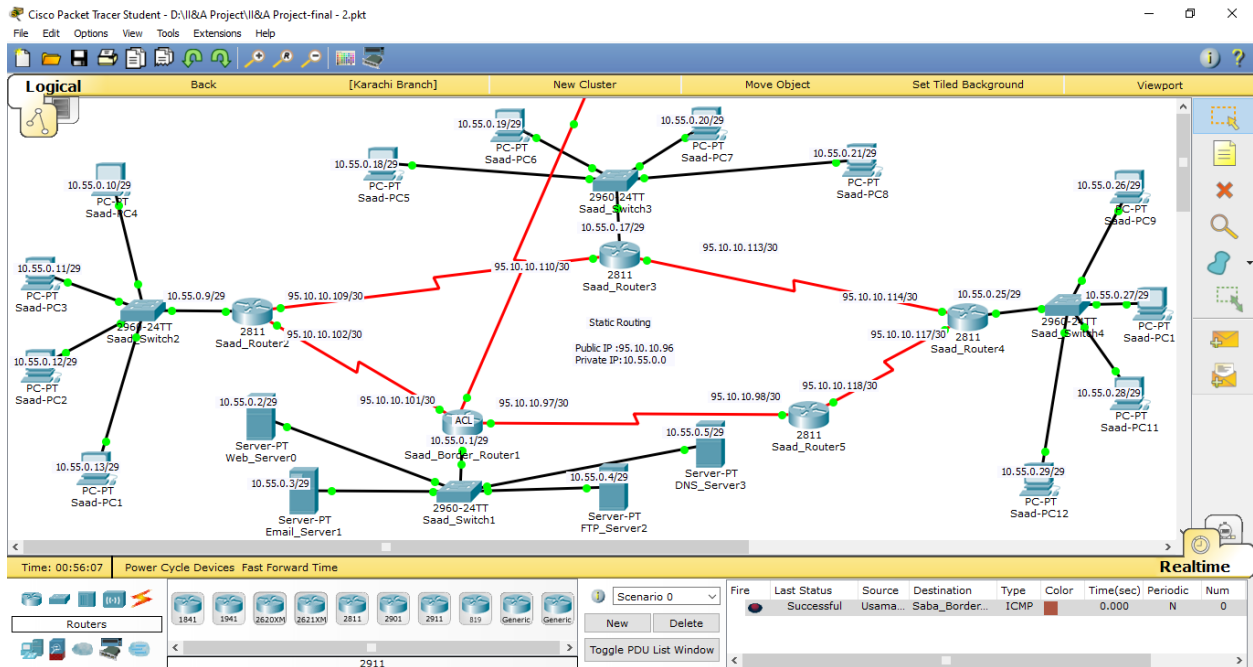 Cisco Packet Tracer Student - D:\II&A Project\II&A Project-final - 2.pkt
File Edit Options View Tools Extensions Help
Logical Back [Karachi Branch] New Cluster Move Object Set Tiled Background Viewport
10.55.0.19/29
PC-PT
Saad-PC6
10.55.0.20/29
PC-PT
Saad-PC7
10.55.0.18/29
PC-PT
Saad-PC5
10.55.0.21/29
PC-PT
Saad-PC8
2960-24TT
Saad_Switch3
10.55.0.17/29
2811
Saad_Router3
10.55.0.10/29
PC-PT
Saad-PC4
10.55.0.11/29
PC-PT
Saad-PC3
10.55.0.12/29
PC-PT
PC-PT
Saad-PC2
10.55.0.13/29
PC-PT
Saad-PC1
2960-24TT
Saad_Switch2
10.55.0.9/29
2811
Saad_Router2
95.10.10.109/30
95.10.10.102/30
95.10.10.110/30
95.10.10.113/30
95.10.10.114/30
95.10.10.117/30
Static Routing
Public IP :95.10.10.96
Private IP:10.55.0.0
10.55.0.25/29
2811
Saad_Router4
10.55.0.26/29
PC-PT
Saad-PC9
10.55.0.27/29
PC-PT
Saad-PC1
2960-24TT
Saad_Switch4
10.55.0.28/29
PC-PT
Saad-PC11
10.55.0.29/29
PC-PT
Saad-PC12
95.10.10.118/30
95.10.10.98/30
2811
Saad_Router5
95.10.10.101/30
95.10.10.97/30
ACL
10.55.0.1/29
Saad_Border_Router1
10.55.0.2/29
Server-PT
Web_Server0
10.55.0.3/29
Server-PT
Email_Server1
2960-24TT
Saad_Switch1
10.55.0.4/29
Server-PT
FTP_Server2
10.55.0.5/29
Server-PT
DNS_Server3
Time: 00:56:07 Power Cycle Devices Fast Forward Time Realtime
Routers
1841 1941 2620XM 2621XM 2811 2901 2911 819 Generic Generic
2911
Scenario 0
New Delete
Toggle PDU List Window
Fire Last Status Source Destination Type Color Time(sec) Periodic Num
Successful Usama... Saba_Border... ICMP 0.000 N 0